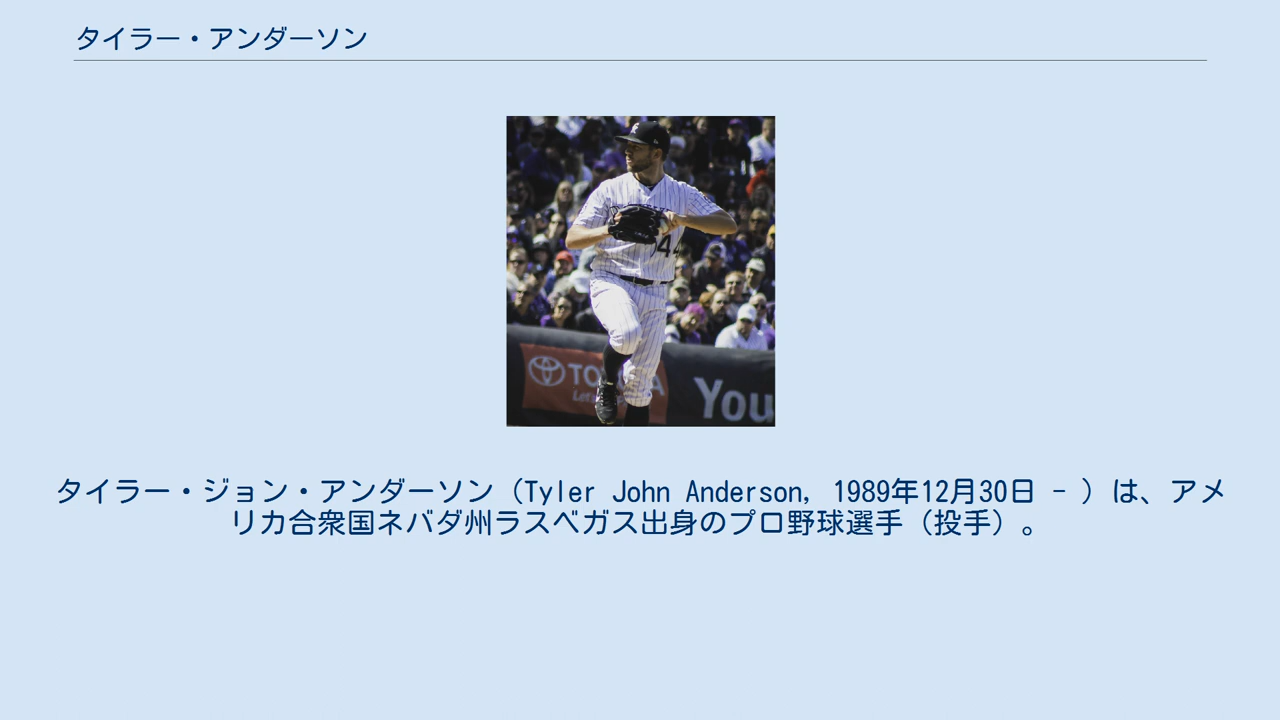 タイラー・アンダーソン
44
TOYOTA
You
タイラー・ジョン・アンダーソン（Tyler John Anderson, 1989年12月30日 - ）は、アメ
リカ合衆国ネバダ州ラスベガス出身のプロ野球選手（投手）。